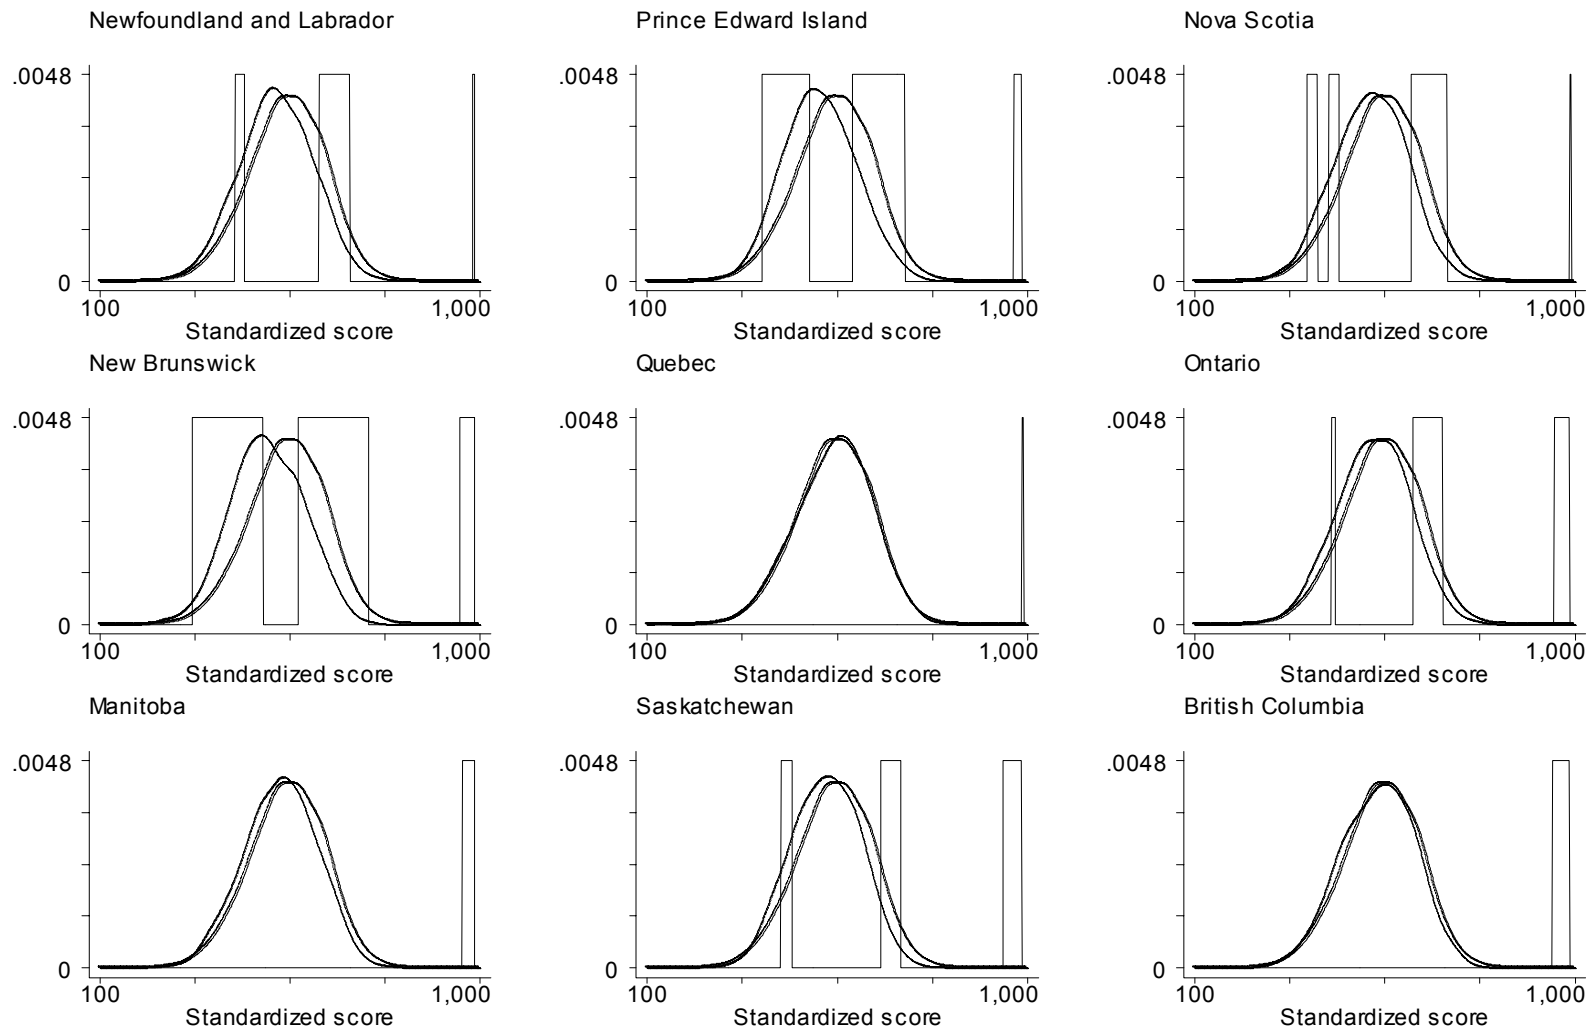 Newfoundland and Labrador
.0048
0
100 1,000
Standardized score
Prince Edward Island
.0048
0
100 1,000
Standardized score
Nova Scotia
.0048
0
100 1,000
Standardized score
New Brunswick
.0048
0
100 1,000
Standardized score
Quebec
.0048
0
100 1,000
Standardized score
Ontario
.0048
0
100 1,000
Standardized score
Manitoba
.0048
0
100 1,000
Standardized score
Saskatchewan
.0048
0
100 1,000
Standardized score
British Columbia
.0048
0
100 1,000
Standardized score